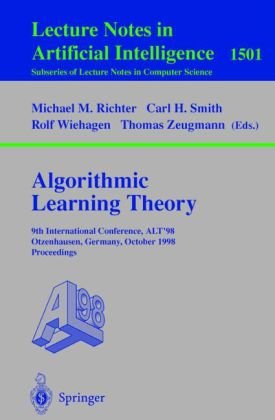 Lecture Notes in
Artificial Intelligence 1501
Subseries of Lecture Notes in Computer Science
Michael M. Richter Carl H. Smith
Rolf Wiehagen Thomas Zeugmann (Eds.)
Algorithmic
Learning Theory
9th International Conference, ALT'98
Otzenhausen, Germany, October 1998
Proceedings
ALT
98
Springer